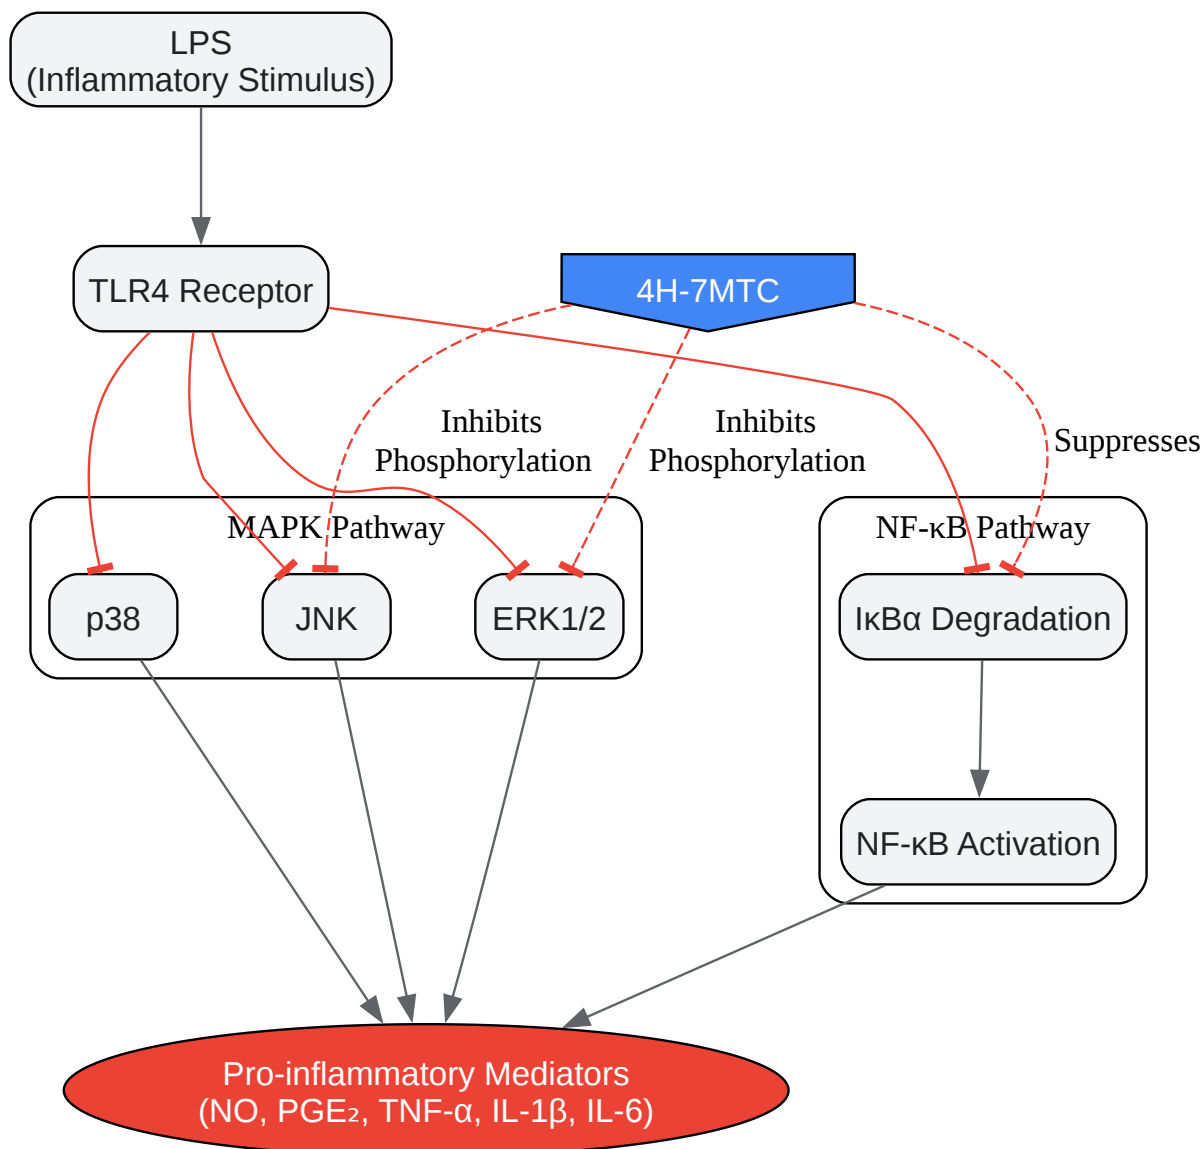 LPS
(Inflammatory Stimulus)
TLR4 Receptor
4H-7MTC
Inhibits
Phosphorylation
Inhibits
Phosphorylation
Suppresses
MAPK Pathway
NF-κB Pathway
p38
JNK
ERK1/2
IκBα Degradation
NF-κB Activation
Pro-inflammatory Mediators
(NO, PGE₂, TNF-α, IL-1β, IL-6)